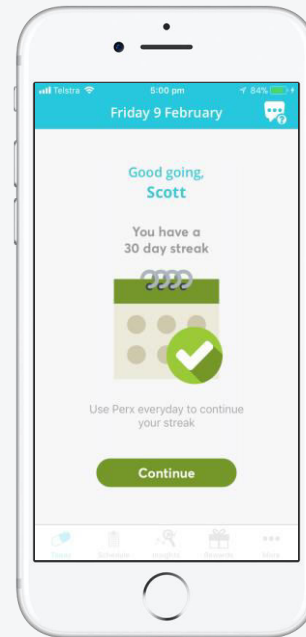 Telstra 5:00 pm 84%
Friday 9 February
Good going,
Scott
You have a
30 day streak
Use Perx everyday to continue
your streak
Continue
Schedule Insights Rewards More